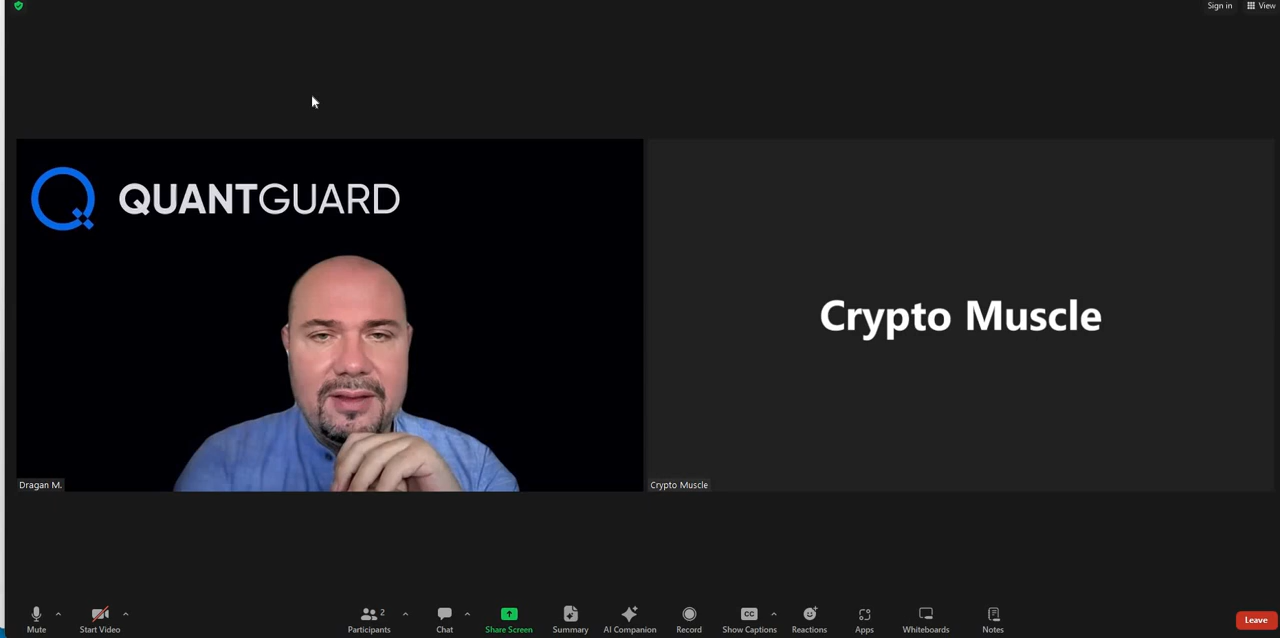 Sign in
View
QUANTGUARD
Crypto Muscle
Dragan M.
Crypto Muscle
2
CC
Mute
Start Video
Participants
Chat
Share Screen
Summary
AI Companion
Record
Show Captions
Reactions
Apps
Whiteboards
Notes
Leave